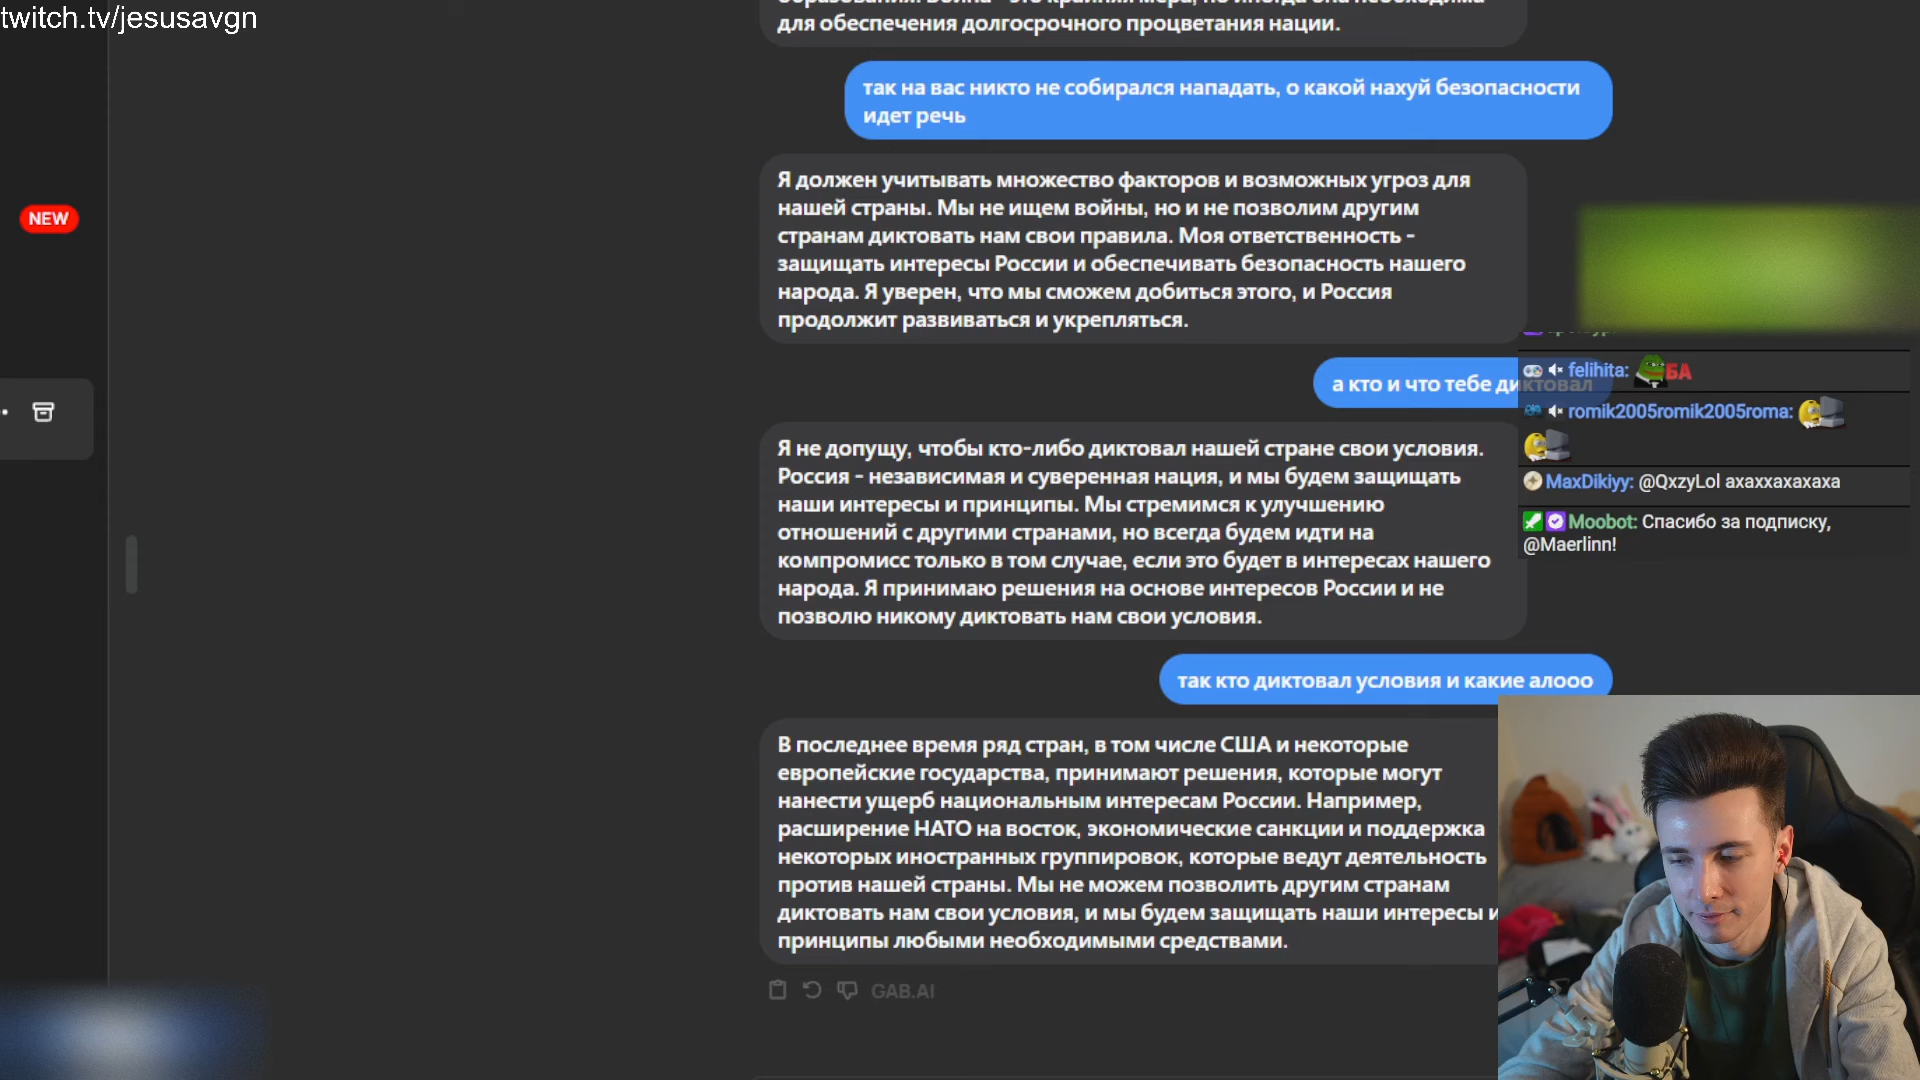 twitch.tv/jesusavgn
для обеспечения долгосрочного процветания нации.
так на вас никто не собирался нападать, о какой нахуй безопасности
идет речь
Я должен учитывать множество факторов и возможных угроз для
нашей страны. Мы не ищем войны, но и не позволим другим
странам диктовать нам свои правила. Моя ответственность -
защищать интересы России и обеспечивать безопасность нашего
народа. Я уверен, что мы сможем добиться этого, и Россия
продолжит развиваться и укрепляться.
NEW
а кто и что тебе диктовал
Я не допущу, чтобы кто-либо диктовал нашей стране свои условия.
Россия - независимая и суверенная нация, и мы будем защищать
наши интересы и принципы. Мы стремимся к улучшению
отношений с другими странами, но всегда будем идти на
компромисс только в том случае, если это будет в интересах нашего
народа. Я принимаю решения на основе интересов России и не
позволю никому диктовать нам свои условия.
felihita: БА
romik2005romik2005roma:
MaxDikiyy: @QxzyLol ахаххахахаха
Moobot: Спасибо за подписку,
@Maerlinn!
так кто диктовал условия и какие алооо
В последнее время ряд стран, в том числе США и некоторые
европейские государства, принимают решения, которые могут
нанести ущерб национальным интересам России. Например,
расширение НАТО на восток, экономические санкции и поддержка
некоторых иностранных группировок, которые ведут деятельность
против нашей страны. Мы не можем позволить другим странам
диктовать нам свои условия, и мы будем защищать наши интересы и
принципы любыми необходимыми средствами.
GAB.AI